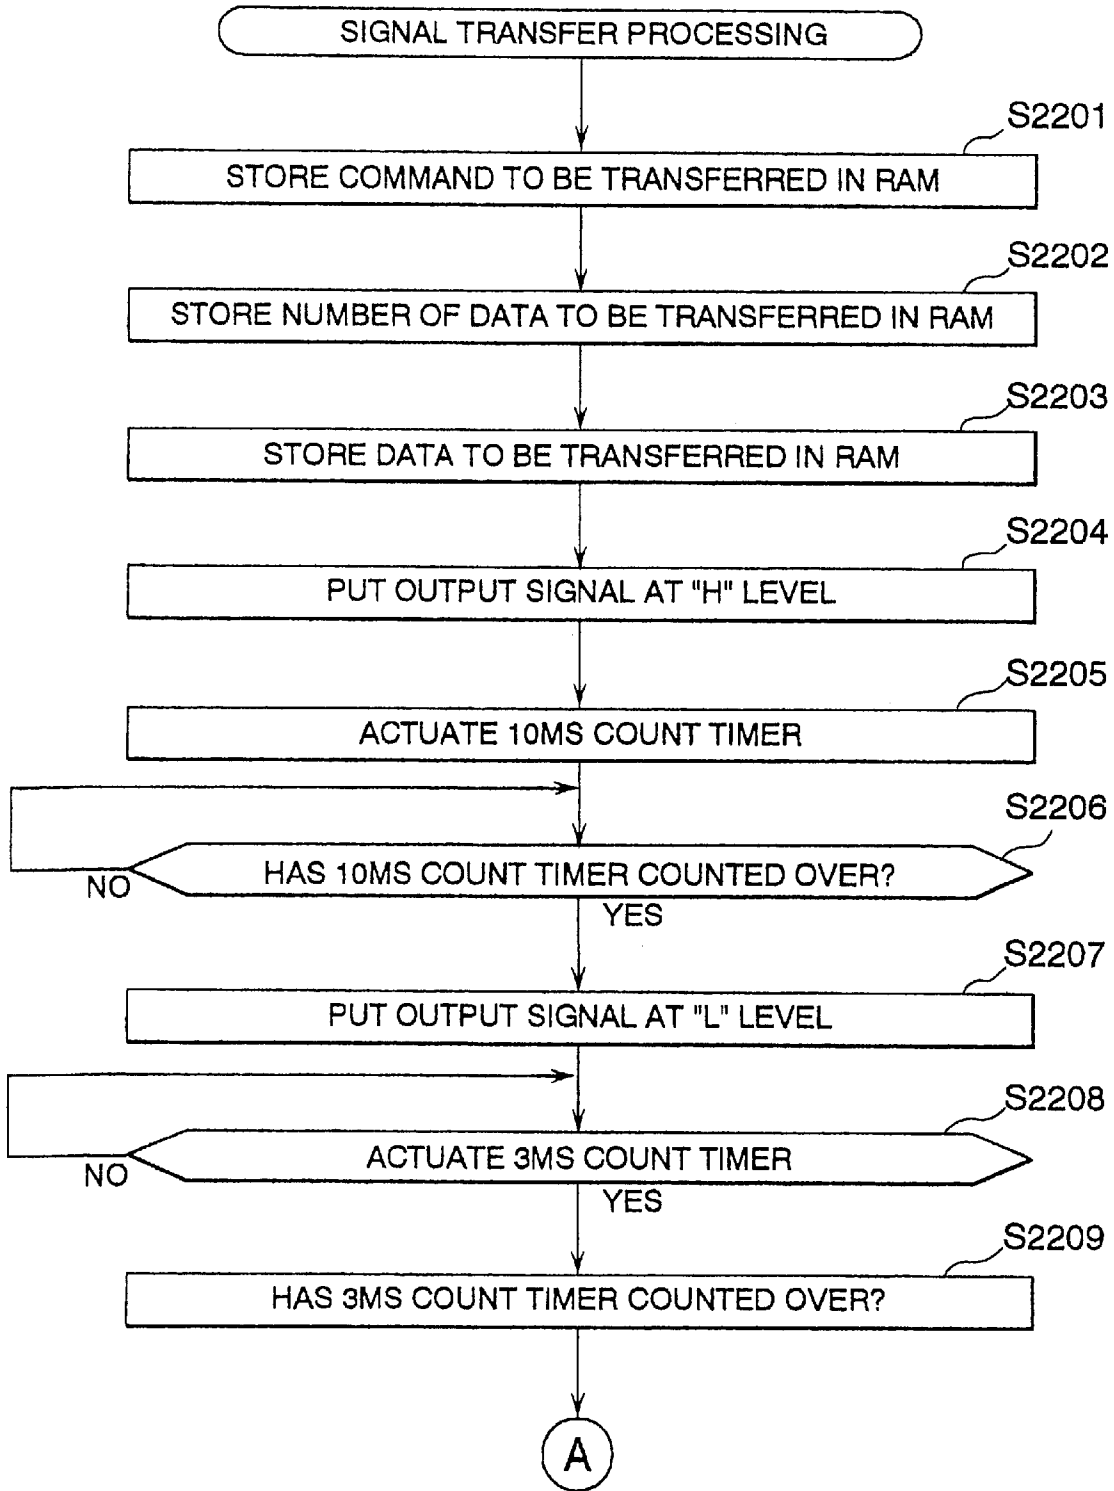 SIGNAL TRANSFER PROCESSING
S2201
STORE COMMAND TO BE TRANSFERRED IN RAM
S2202
STORE NUMBER OF DATA TO BE TRANSFERRED IN RAM
S2203
STORE DATA TO BE TRANSFERRED IN RAM
S2204
PUT OUTPUT SIGNAL AT "H" LEVEL
S2205
ACTUATE 10MS COUNT TIMER
S2206
HAS 10MS COUNT TIMER COUNTED OVER?
NO
YES
S2207
PUT OUTPUT SIGNAL AT "L" LEVEL
S2208
ACTUATE 3MS COUNT TIMER
NO
YES
S2209
HAS 3MS COUNT TIMER COUNTED OVER?
A